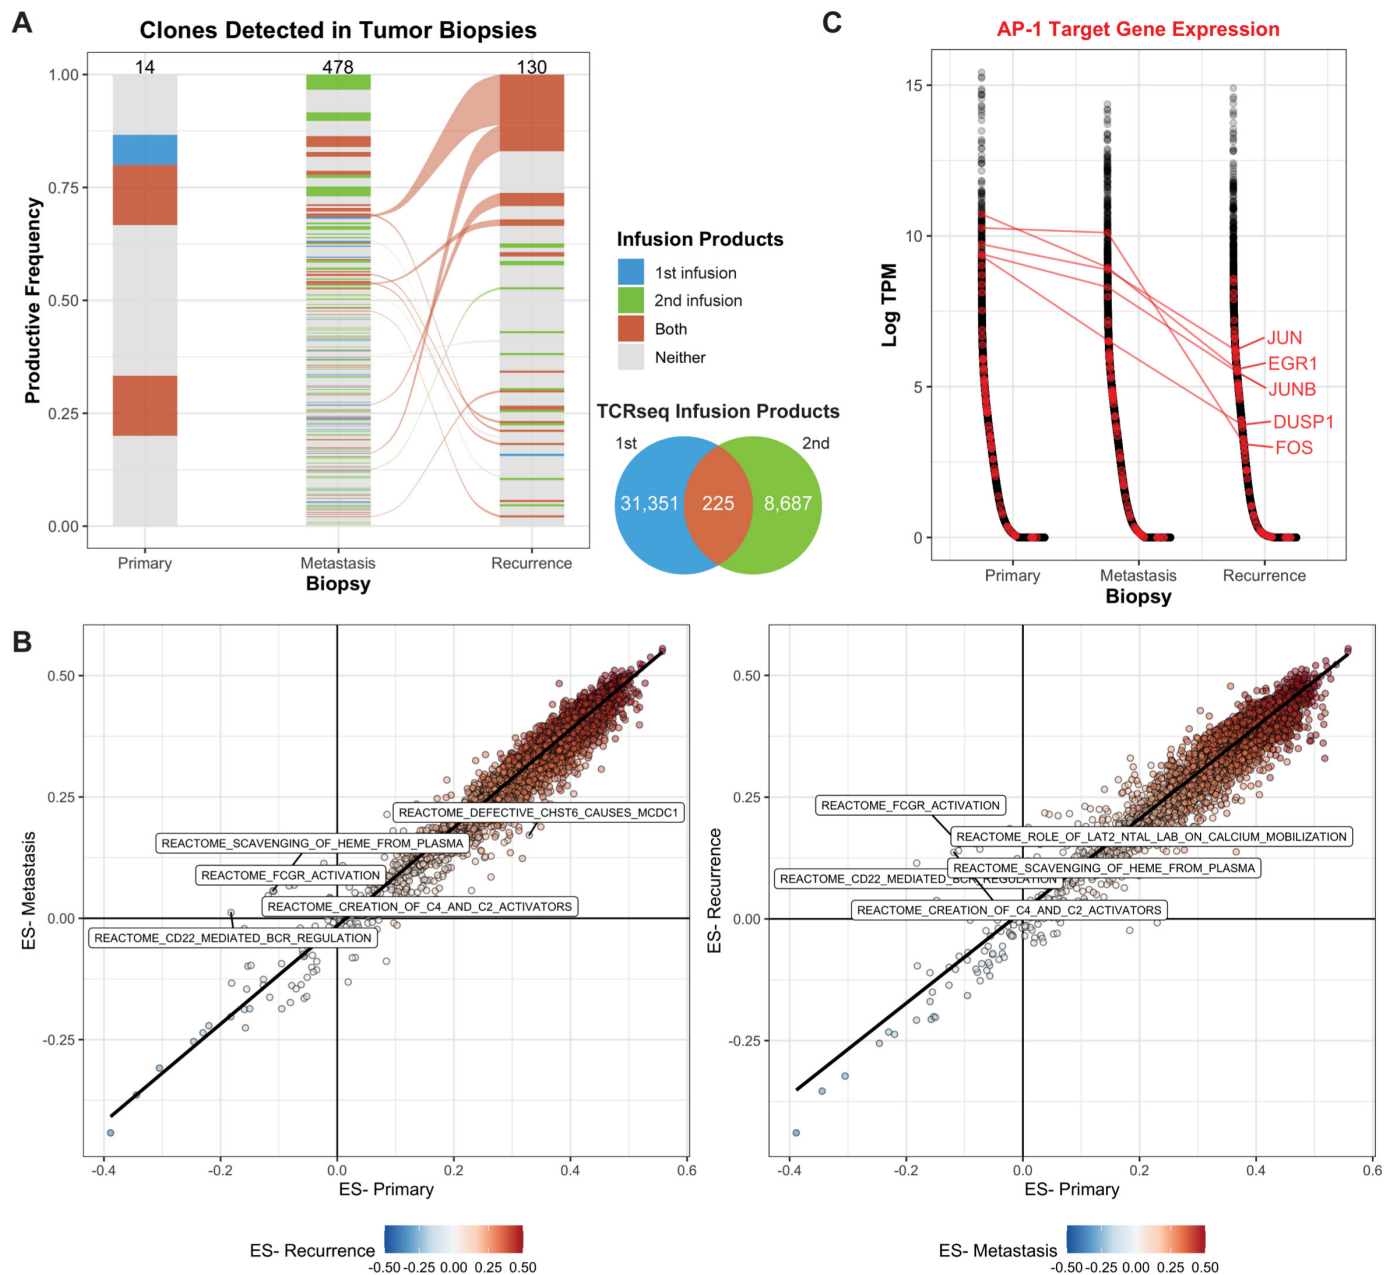 A
Clones Detected in Tumor Biopsies
14
478
130
1.00
0.75
0.50
0.25
0.00
Productive Frequency
Primary
Metastasis
Recurrence
Biopsy
Infusion Products
1st infusion
2nd infusion
Both
Neither
TCRseq Infusion Products
1st
2nd
31,351
225
8,687
C
AP-1 Target Gene Expression
15
10
5
0
Log TPM
JUN
EGR1
JUNB
DUSP1
FOS
Primary
Metastasis
Recurrence
Biopsy
B
0.50
0.25
0.00
-0.25
ES- Metastasis
REACTOME_DEFECTIVE_CHST6_CAUSES_MCDC1
REACTOME_SCAVENGING_OF_HEME_FROM_PLASMA
REACTOME_FCGR_ACTIVATION
REACTOME_CREATION_OF_C4_AND_C2_ACTIVATORS
REACTOME_CD22_MEDIATED_BCR_REGULATION
-0.4
-0.2
0.0
0.2
0.4
0.6
ES- Primary
ES- Recurrence
-0.50
-0.25
0.00
0.25
0.50
0.50
0.25
0.00
-0.25
ES- Recurrence
REACTOME_FCGR_ACTIVATION
REACTOME_ROLE_OF_LAT2_NTAL_LAB_ON_CALCIUM_MOBILIZATION
REACTOME_SCAVENGING_OF_HEME_FROM_PLASMA
REACTOME_CD22_MEDIATED_BCR_REGULATION
REACTOME_CREATION_OF_C4_AND_C2_ACTIVATORS
-0.4
-0.2
0.0
0.2
0.4
0.6
ES- Primary
ES- Metastasis
-0.50
-0.25
0.00
0.25
0.50